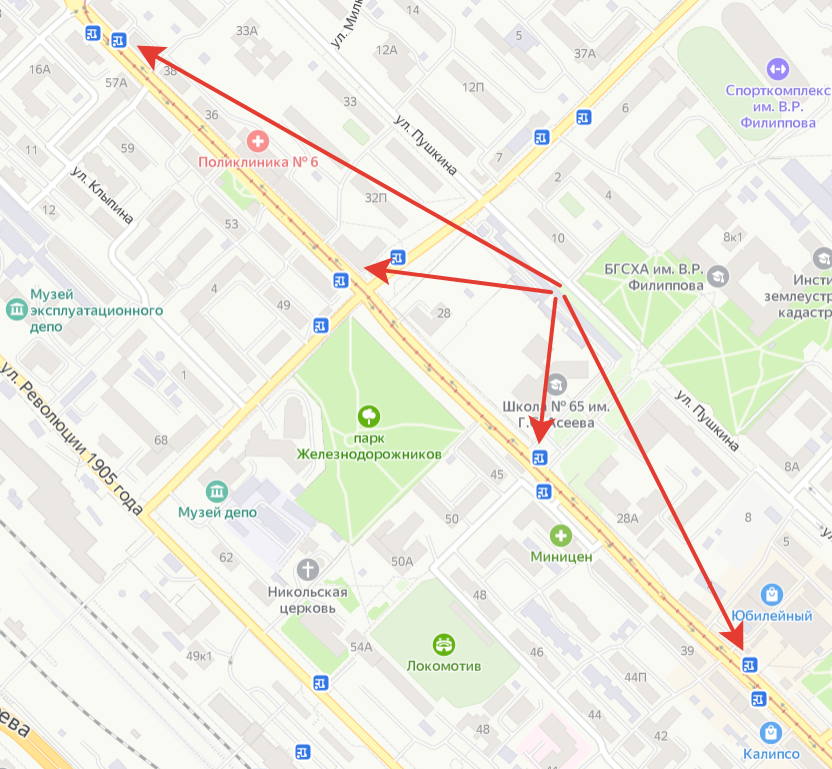 14
33А
ул. Мил
12А
5
37А
16А
38
57А
33
12П
Спорткомплекс
им. В.Р.
Филиппова
36
ул. Пушкина
6
11
59
Поликлиника № 6
7
2
ул. Клыпина
32П
4
12
53
10
8к1
БГСХА им. В.Р.
Филиппова
Инсти
землеустр
кадастр
Музей
эксплуатационного
депо
4
49
28
ул. Революции 1905 года
1
Школа № 65 им.
Г.С. Асеева
ул. Пушкина
парк
Железнодорожников
68
45
8А
Музей депо
50
28А
8
5
62
50А
Миницен
Никольская
церковь
48
Юбилейный
54А
49к1
Локомотив
46
39
44П
ева
48
44
42
44
Калипсо